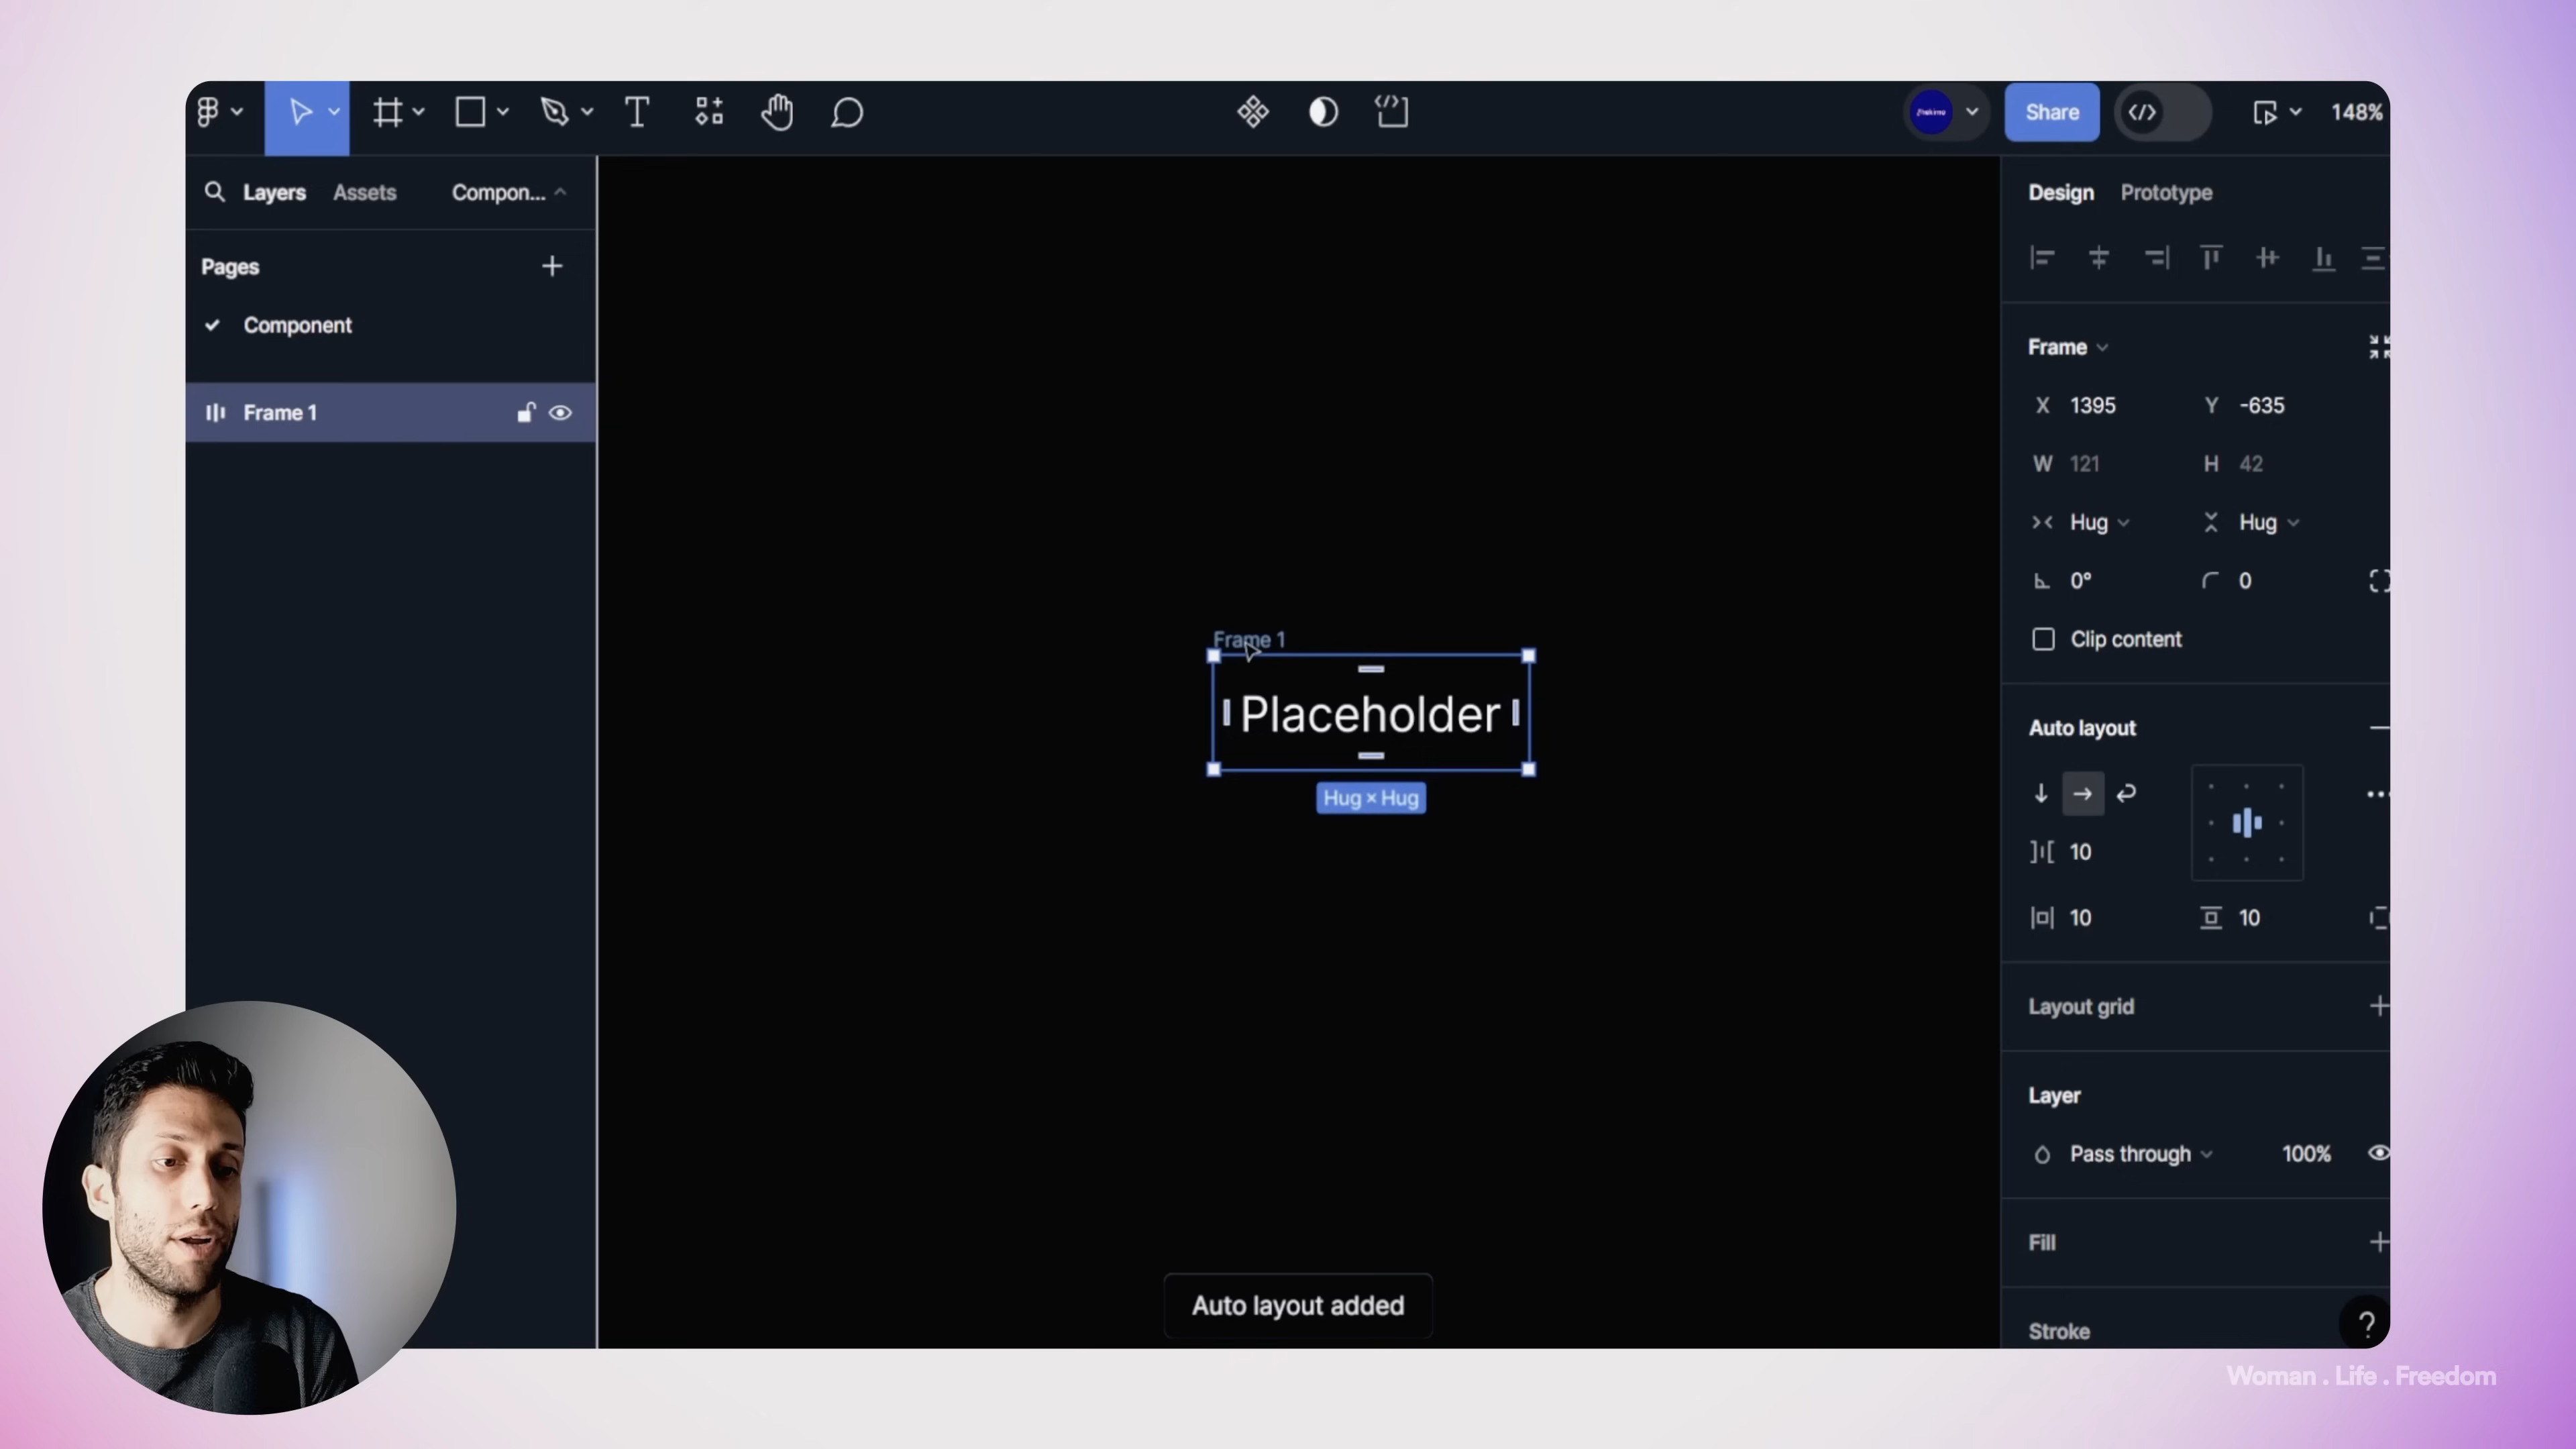 Share
148%
Layers Assets Compon...
Pages
Component
Frame 1
Frame 1
Placeholder
Hug × Hug
Auto layout added
Design Prototype
Frame
X 1395 Y -635
W 121 H 42
Hug Hug
0° 0
Clip content
Auto layout
10
10 10
Layout grid
Layer
Pass through 100%
Fill
Stroke
?
Woman . Life . Freedom